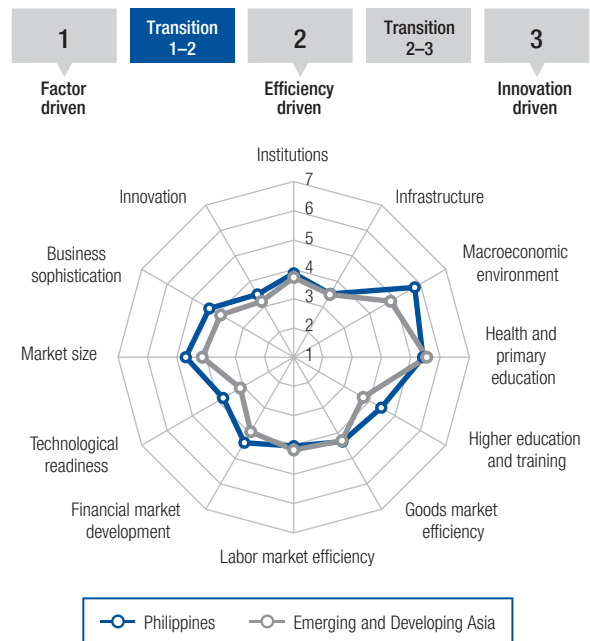 1
Transition
1–2
2
Transition
2–3
3
Factor
driven
Efficiency
driven
Innovation
driven
Institutions
Innovation
Infrastructure
Business
sophistication
Macroeconomic
environment
Market size
Health and
primary
education
Technological
readiness
Higher education
and training
Financial market
development
Goods market
efficiency
Labor market efficiency
7
6
5
4
3
2
1
Philippines
Emerging and Developing Asia